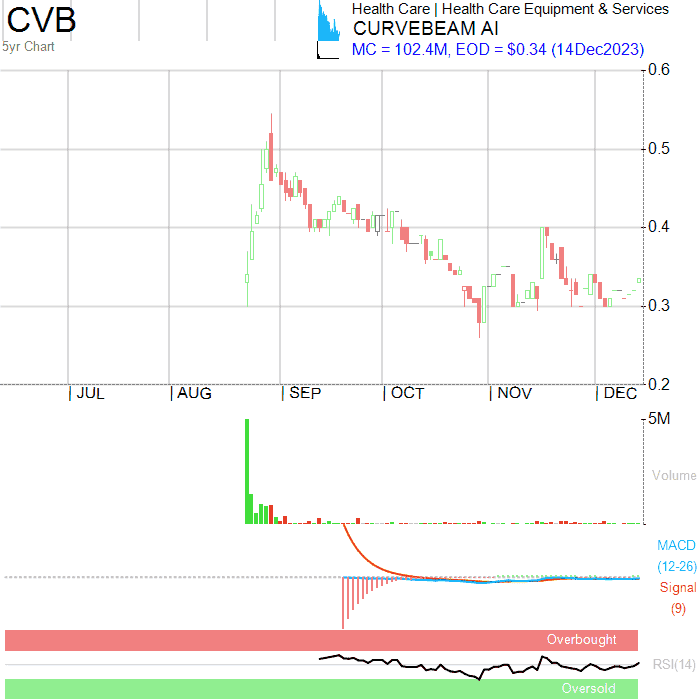 CVB
5yr Chart
Health Care | Health Care Equipment & Services
CURVEBEAM AI
MC = 102.4M, EOD = $0.34 (14Dec2023)
0.6
0.5
0.4
0.3
0.2
JUL
AUG
SEP
OCT
NOV
DEC
5M
Volume
MACD
(12-26)
Signal
(9)
Overbought
RSI(14)
Oversold